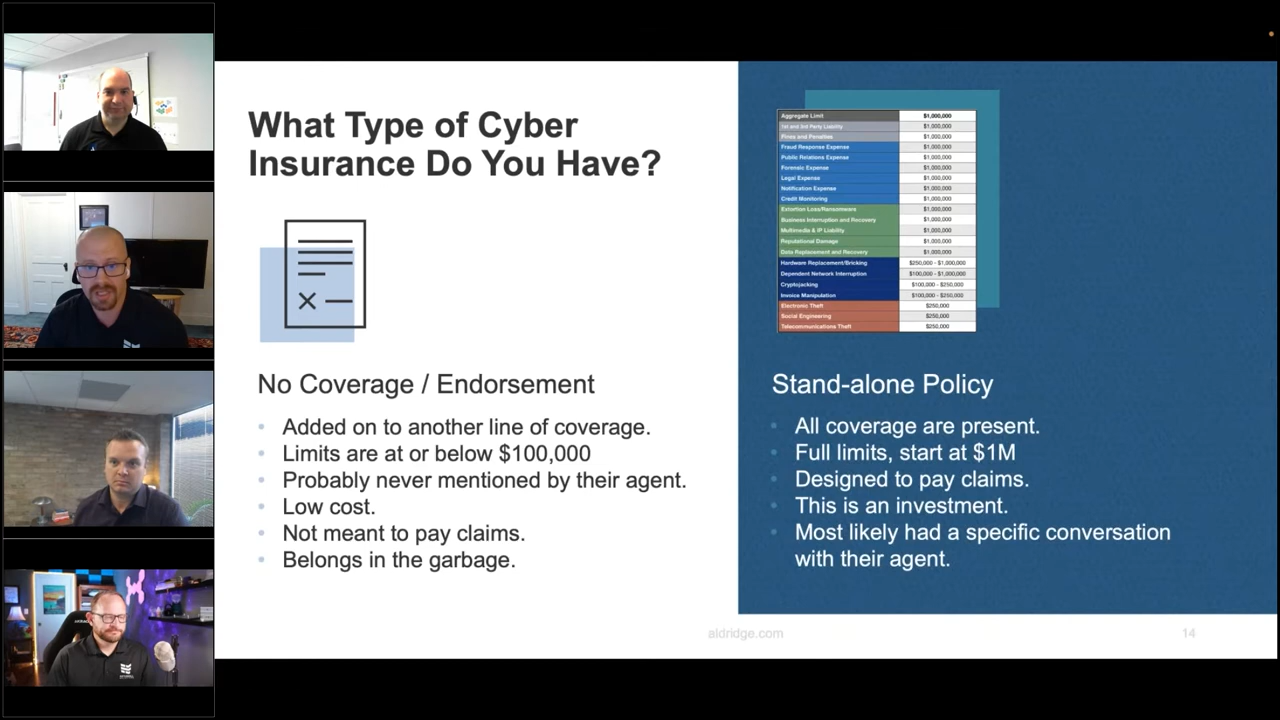 What Type of Cyber
Insurance Do You Have?
No Coverage / Endorsement
• Added on to another line of coverage.
• Limits are at or below $100,000
• Probably never mentioned by their agent.
• Low cost.
• Not meant to pay claims.
• Belongs in the garbage.
Aggregate Limit $1,000,000
1st and 3rd Party Liability $1,000,000
Fines and Penalties $1,000,000
Fraud Response Expense $1,000,000
Public Relations Expense $1,000,000
Forensic Expense $1,000,000
Legal Expense $1,000,000
Notification Expense $1,000,000
Credit Monitoring $1,000,000
Extortion Loss/Ransomware $1,000,000
Business Interruption and Recovery $1,000,000
Multimedia & IP Liability $1,000,000
Reputational Damage $1,000,000
Data Replacement and Recovery $1,000,000
Hardware Replacement/Bricking $250,000 - $1,000,000
Dependent Network Interruption $100,000 - $1,000,000
Cryptojacking $100,000 - $250,000
Invoice Manipulation $100,000 - $250,000
Electronic Theft $250,000
Social Engineering $250,000
Telecommunications Theft $250,000
Stand-alone Policy
• All coverage are present.
• Full limits, start at $1M
• Designed to pay claims.
• This is an investment.
• Most likely had a specific conversation
with their agent.
aldridge.com
14